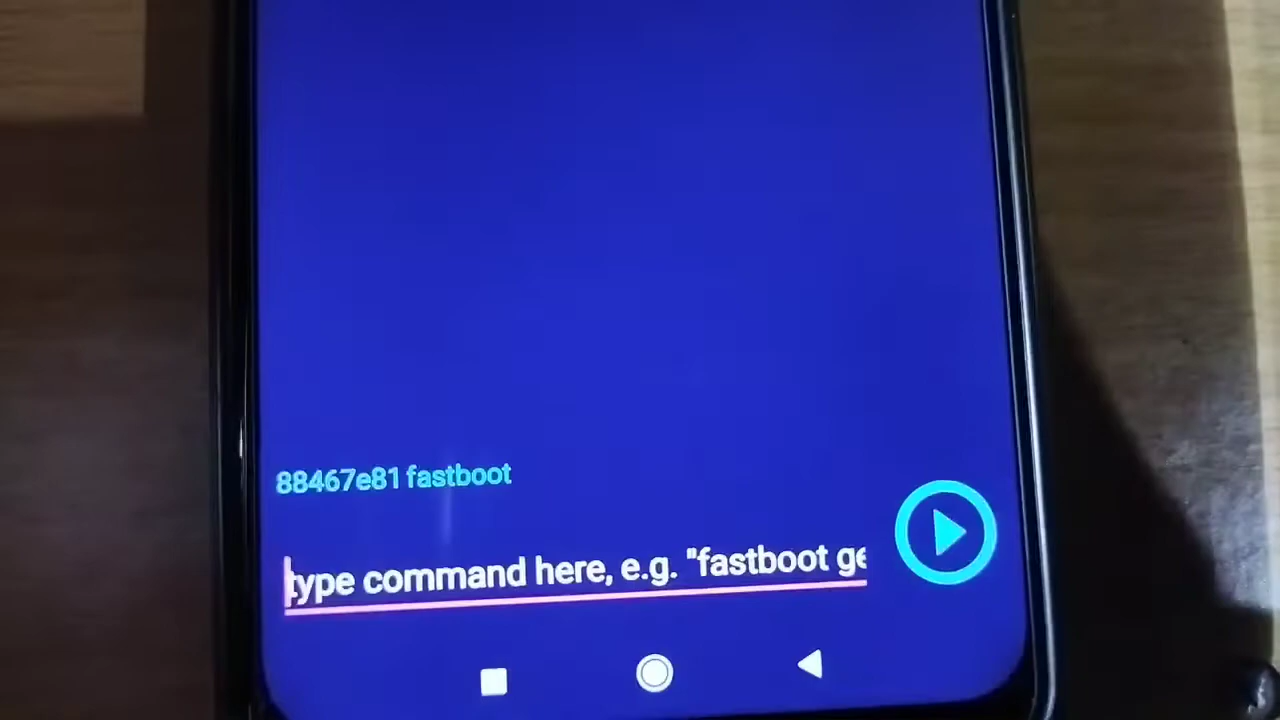 88467e81 fastboot
type command here, e.g. "fastboot ge